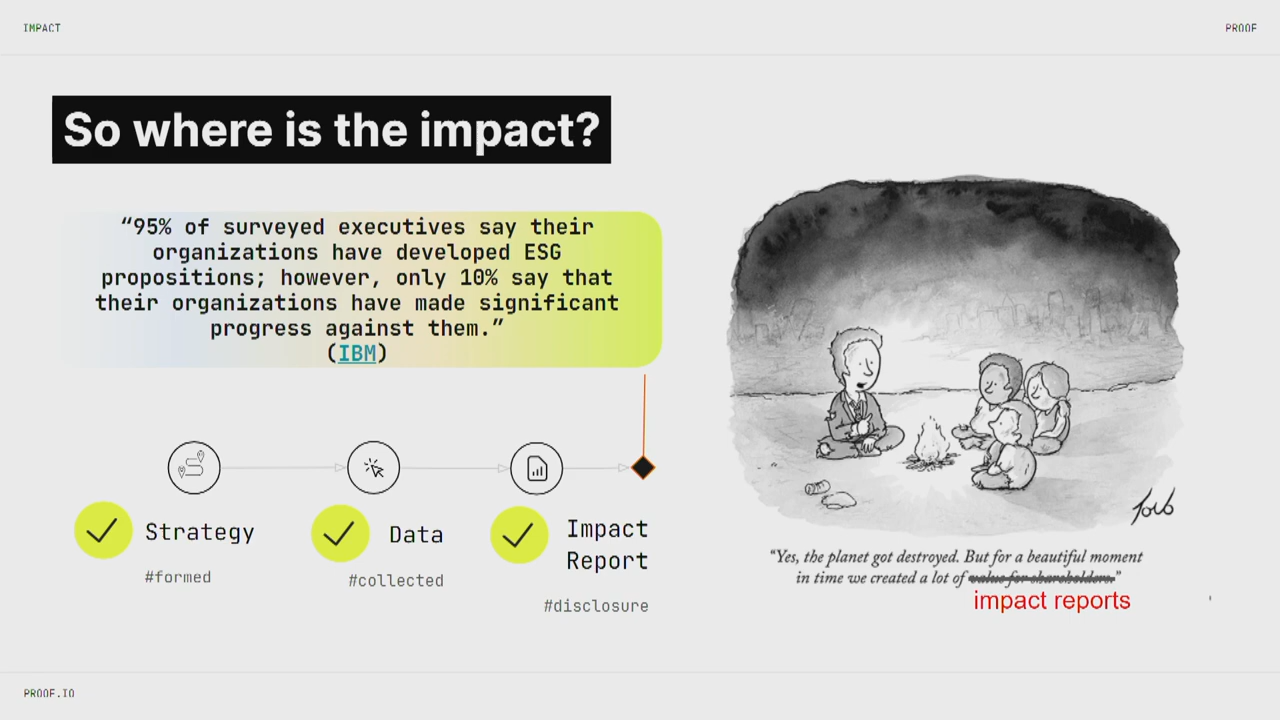 IMPACT
PROOF
So where is the impact?
“95% of surveyed executives say their
organizations have developed ESG
propositions; however, only 10% say that
their organizations have made significant
progress against them.”
(IBM)
Strategy
#formed
Data
#collected
Impact
Report
#disclosure
“Yes, the planet got destroyed. But for a beautiful moment
in time we created a lot of value for shareholders.”
impact reports
PROOF.IO